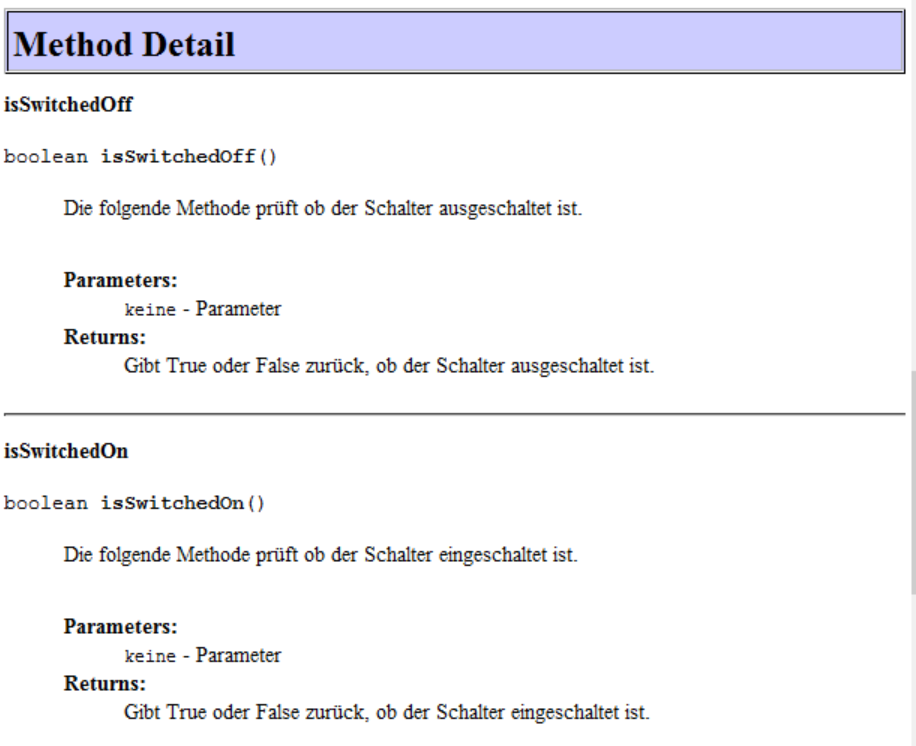 Method Detail
isSwitchedOff
boolean isSwitchedOff()
Die folgende Methode prüft ob der Schalter ausgeschaltet ist.
Parameters:
keine - Parameter
Returns:
Gibt True oder False zurück, ob der Schalter ausgeschaltet ist.
isSwitchedOn
boolean isSwitchedOn()
Die folgende Methode prüft ob der Schalter eingeschaltet ist.
Parameters:
keine - Parameter
Returns:
Gibt True oder False zurück, ob der Schalter eingeschaltet ist.